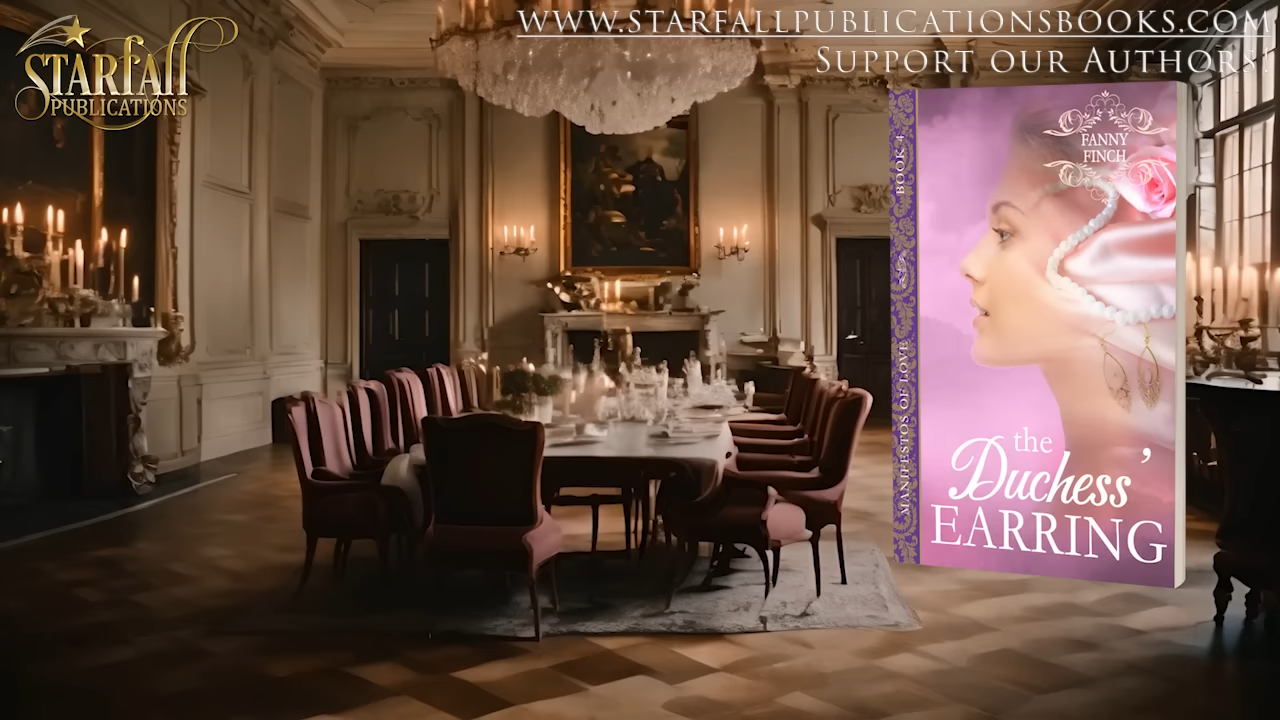 STARfall
PUBLICATIONS
WWW.STARFALLPUBLICATIONSBOOKS.COM
SUPPORT OUR AUTHORS!
BOOK 4
MANIFESTOS OF LOVE
FANNY
FINCH
the
Duchess'
EARRING